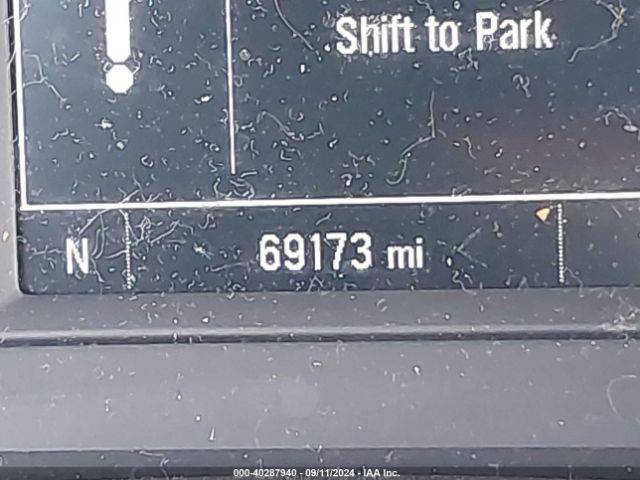 Shift to Park
N 69173 mi
000-40287940 - 09/11/2024 - IAA Inc.